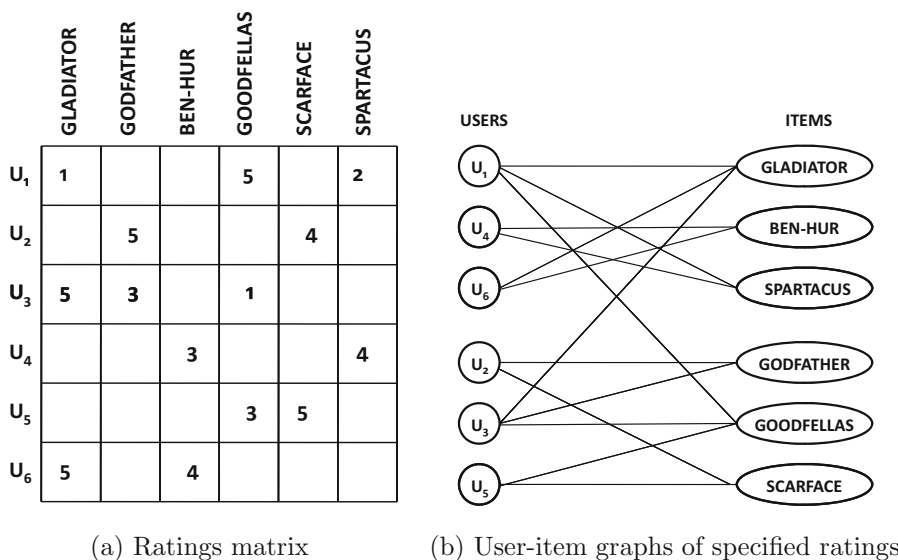 GLADIATOR
GODFATHER
BEN-HUR
GOODFELLAS
SCARFACE
SPARTACUS
U1 1 5 2
U2 5 4
U3 5 3 1
U4 3 4
U5 3 5
U6 5 4
(a) Ratings matrix
USERS ITEMS
U1 GLADIATOR
U4 BEN-HUR
U6 SPARTACUS
U2 GODFATHER
U3 GOODFELLAS
U5 SCARFACE
(b) User-item graphs of specified ratings